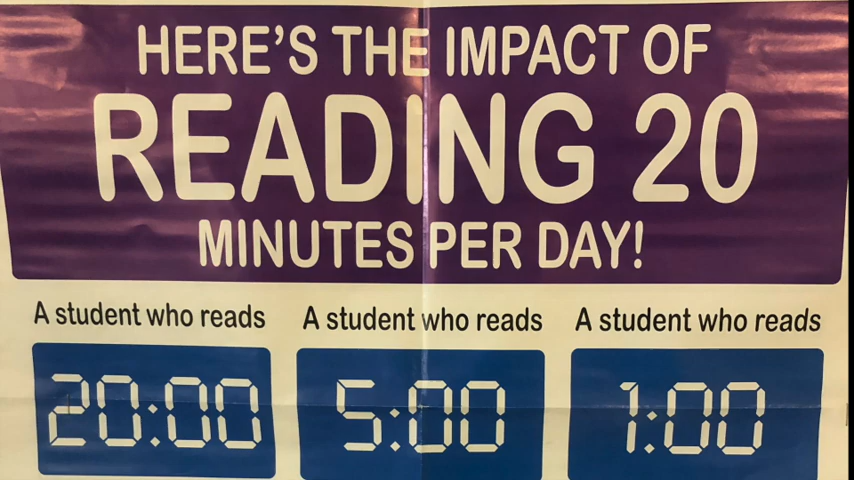 HERE'S THE IMPACT OF
READING 20
MINUTES PER DAY!
A student who reads
A student who reads
A student who reads
20:00
5:00
1:00